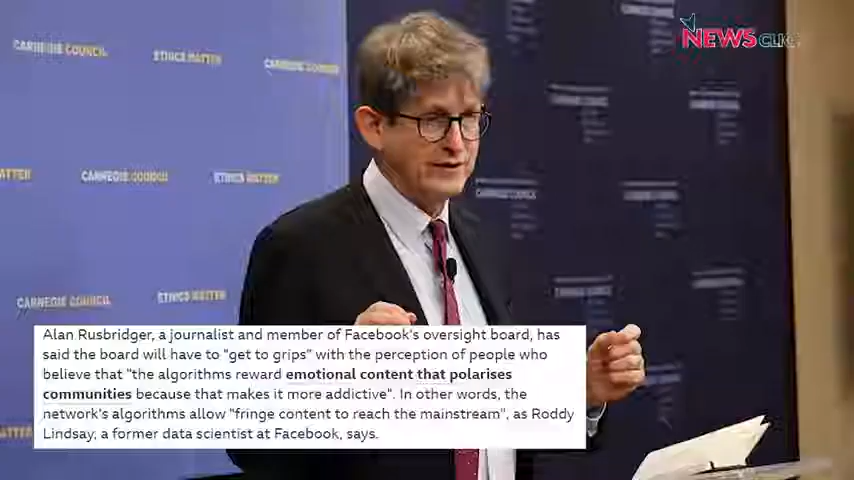 CARNEGIE COUNCIL
ETHICS MATTER
CARNEGIE COUNCIL
NEWSCLICK
MATTER
CARNEGIE COUNCIL
ETHICS MATTER
CARNEGIE COUNCIL
CARNEGIE COUNCIL
ETHICS MATTER
Alan Rusbridger, a journalist and member of Facebook's oversight board, has
said the board will have to "get to grips" with the perception of people who
believe that "the algorithms reward emotional content that polarises
communities because that makes it more addictive". In other words, the
network's algorithms allow "fringe content to reach the mainstream", as Roddy
Lindsay, a former data scientist at Facebook, says.